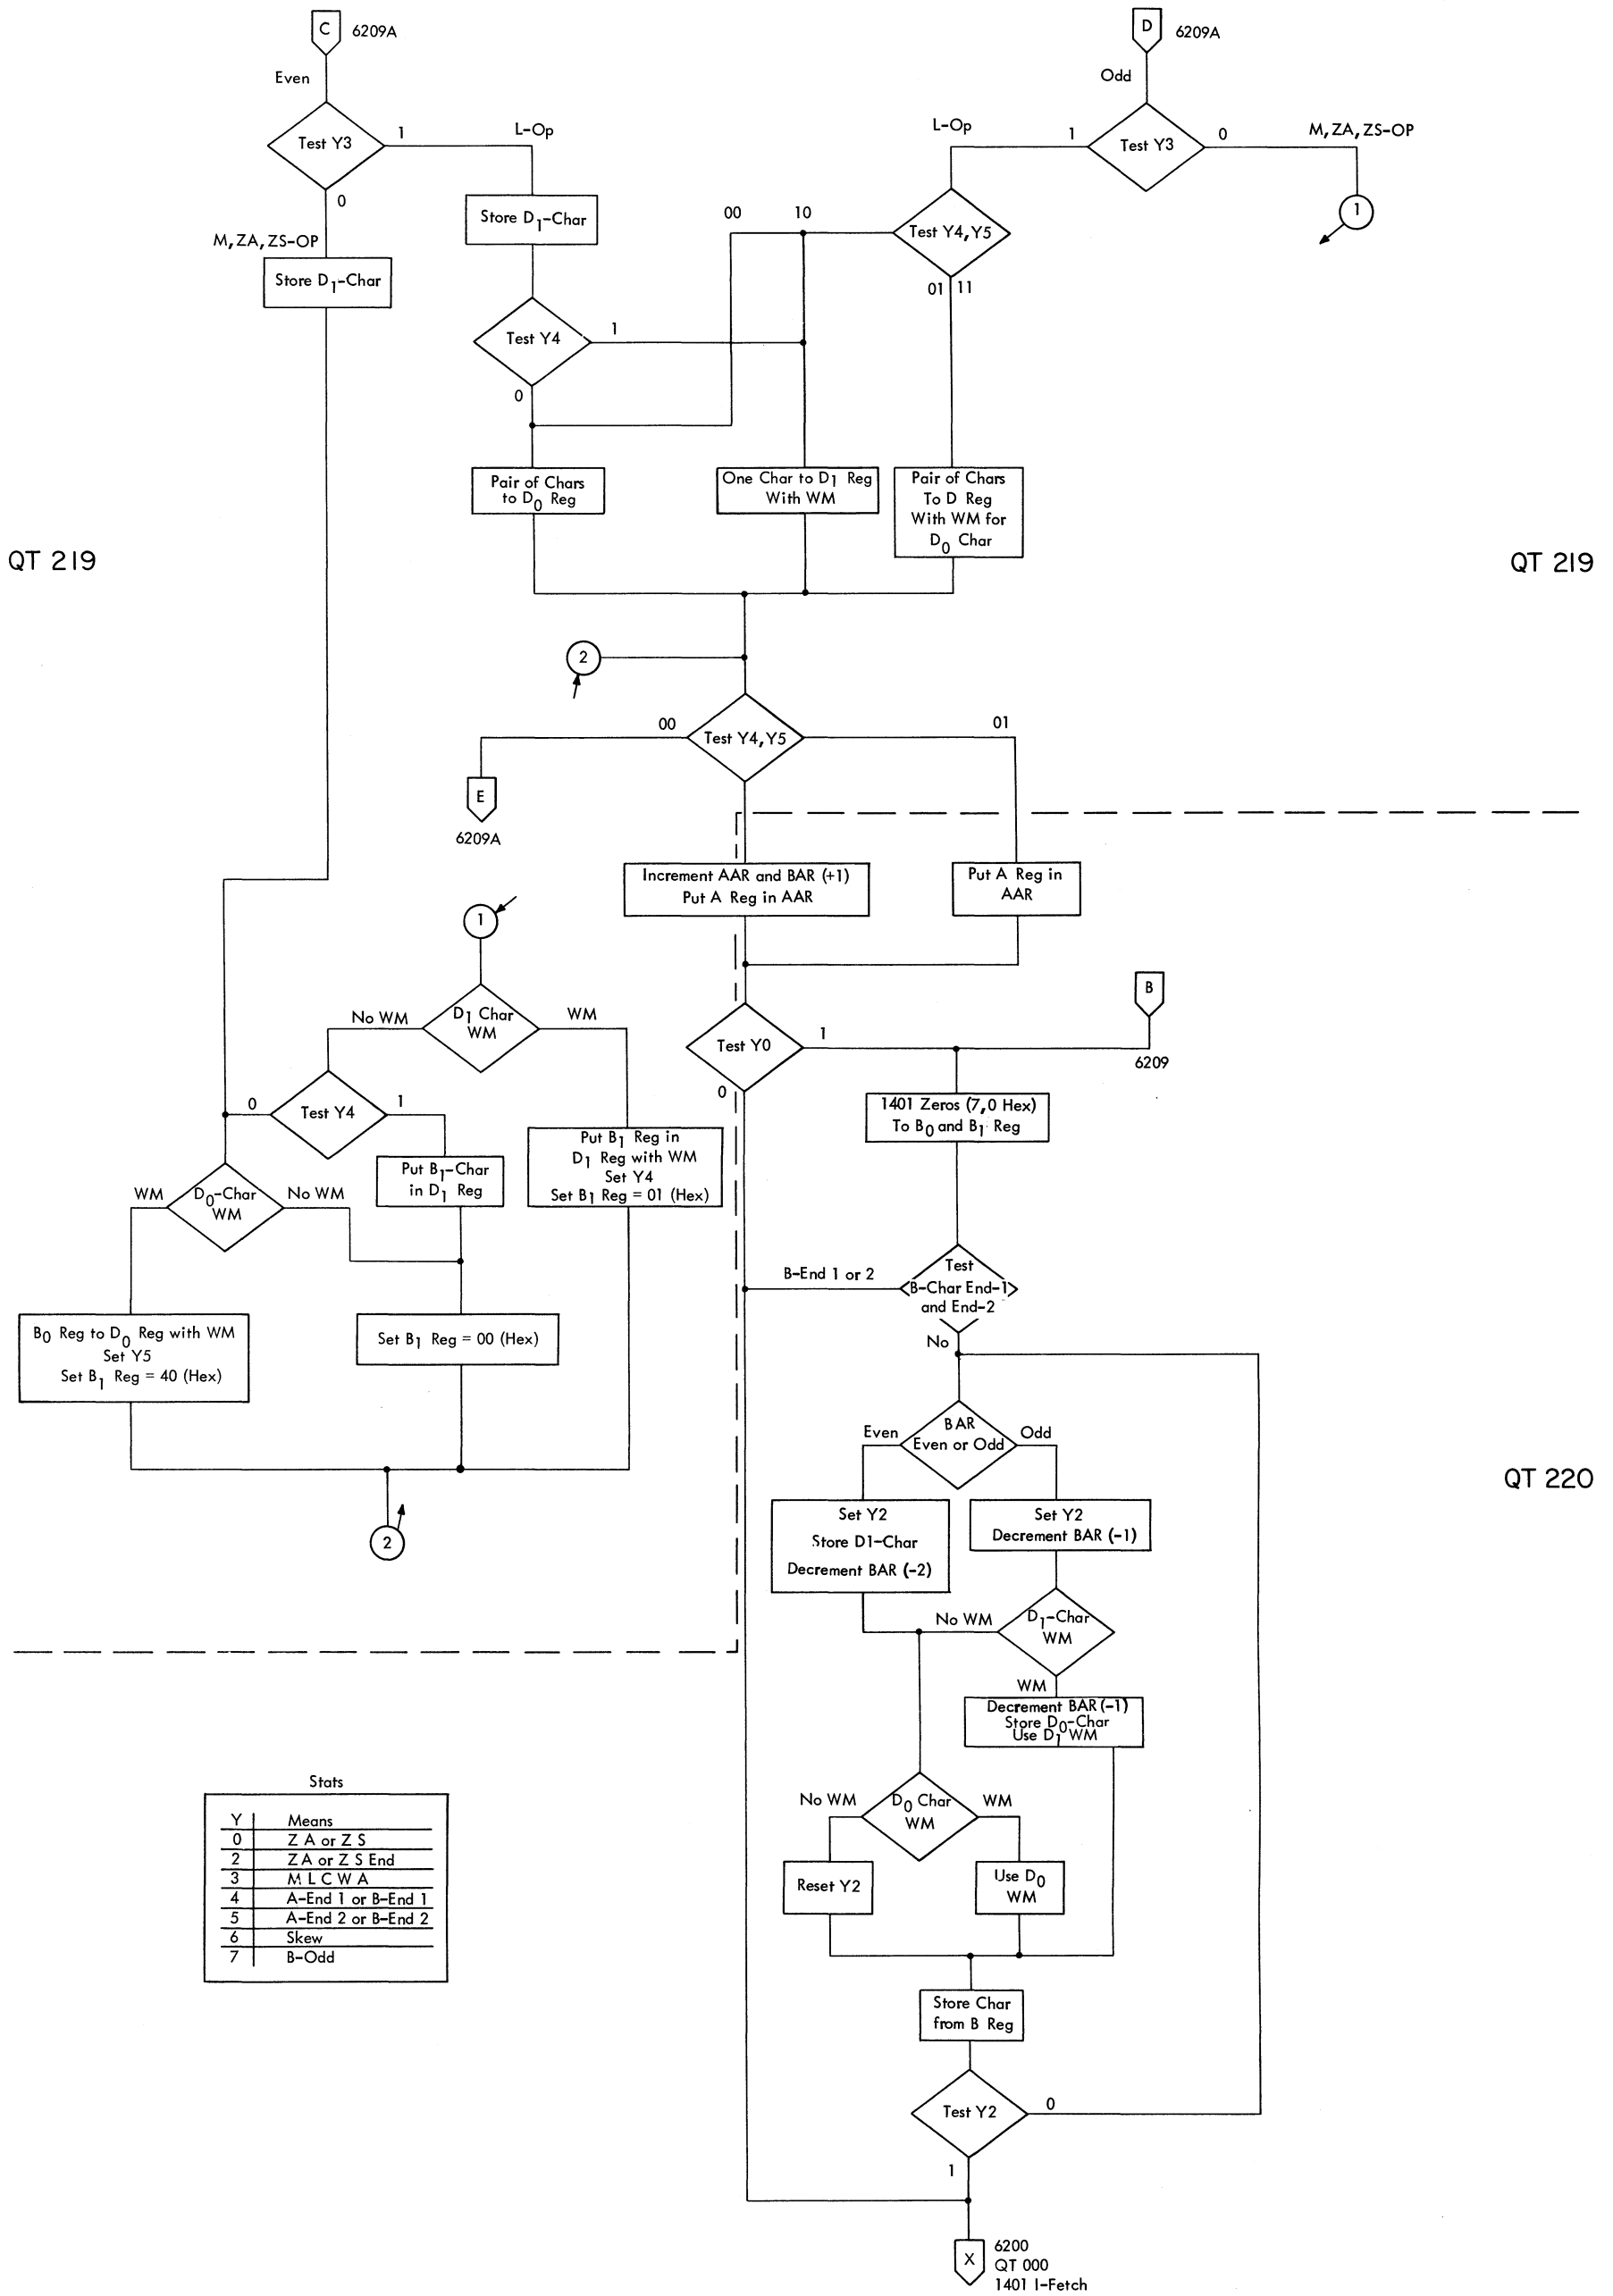 C
6209A
D
6209A
Even
Odd
Test Y3
1
L-Op
0
M,ZA,ZS-OP
L-Op
1
Test Y3
0
M,ZA,ZS-OP
1
Store D1-Char
Store D1-Char
00
10
Test Y4,Y5
01
11
Test Y4
1
0
Pair of Chars
to D0 Reg
One Char to D1 Reg
With WM
Pair of Chars
To D Reg
With WM for
D0 Char
QT 219
QT 219
2
00
Test Y4,Y5
01
E
6209A
Increment AAR and BAR (+1)
Put A Reg in AAR
Put A Reg in
AAR
1
B
6209
No WM
D1 Char
WM
WM
Test Y0
1
0
0
Test Y4
1
1401 Zeros (7,0 Hex)
To B0 and B1 Reg
Put B1-Char
in D1 Reg
Put B1 Reg in
D1 Reg with WM
Set Y4
Set B1 Reg = 01 (Hex)
WM
D0-Char
WM
No WM
B-End 1 or 2
Test
B-Char End-1
and End-2
No
B0 Reg to D0 Reg with WM
Set Y5
Set B1 Reg = 40 (Hex)
Set B1 Reg = 00 (Hex)
Even
BAR
Even or Odd
Odd
QT 220
2
Set Y2
Store D1-Char
Decrement BAR (-2)
Set Y2
Decrement BAR (-1)
No WM
D1-Char
WM
WM
Decrement BAR (-1)
Store D0-Char
Use D1 WM
No WM
D0 Char
WM
WM
Reset Y2
Use D0
WM
Stats
Y Means
0 Z A or Z S
2 Z A or Z S End
3 M L C W A
4 A-End 1 or B-End 1
5 A-End 2 or B-End 2
6 Skew
7 B-Odd
Store Char
from B Reg
Test Y2
0
1
X
6200
QT 000
1401 I-Fetch